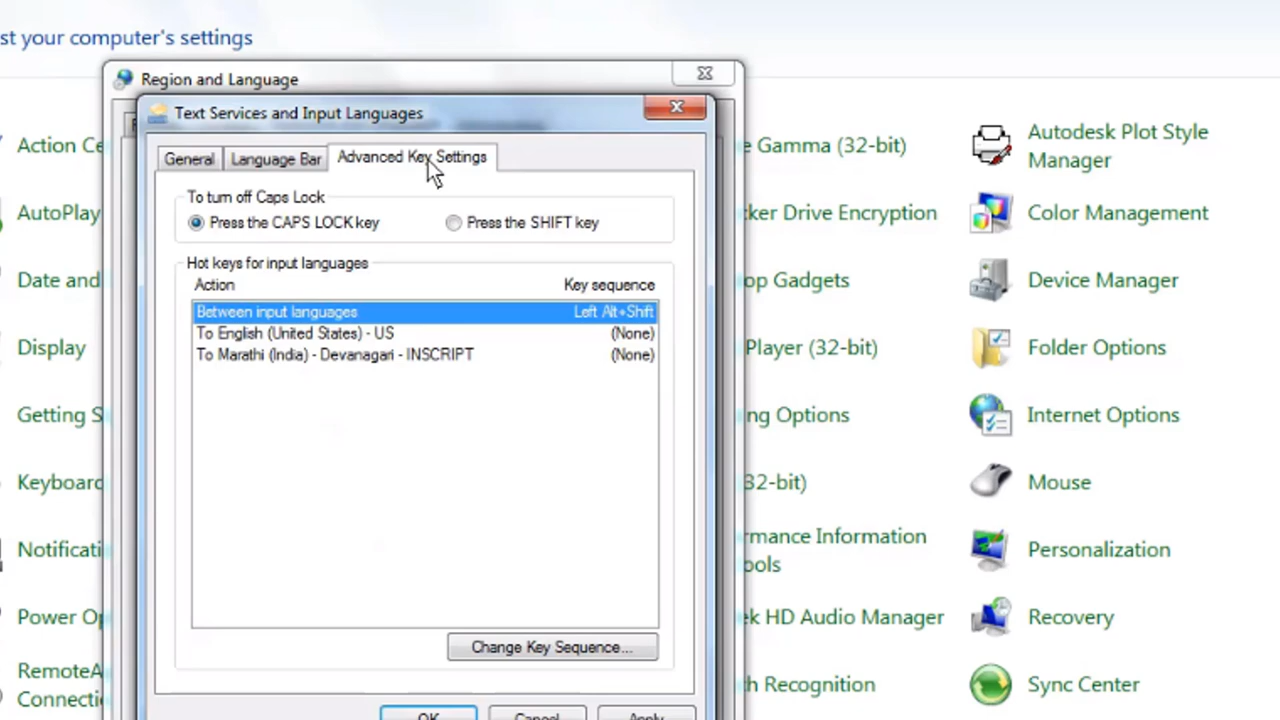 st your computer's settings
Region and Language
Text Services and Input Languages
General
Language Bar
Advanced Key Settings
To turn off Caps Lock
Press the CAPS LOCK key
Press the SHIFT key
Hot keys for input languages
Action
Key sequence
Between input languages
Left Alt+Shift
To English (United States) - US
(None)
To Marathi (India) - Devanagari - INSCRIPT
(None)
Change Key Sequence...
OK
Cancel
Apply
Action Ce
AutoPlay
Date and
Display
Getting S
Keyboard
Notificati
Power Op
RemoteA
Connecti
e Gamma (32-bit)
cker Drive Encryption
op Gadgets
Player (32-bit)
ng Options
32-bit)
rmance Information
ools
ek HD Audio Manager
h Recognition
Autodesk Plot Style
Manager
Color Management
Device Manager
Folder Options
Internet Options
Mouse
Personalization
Recovery
Sync Center